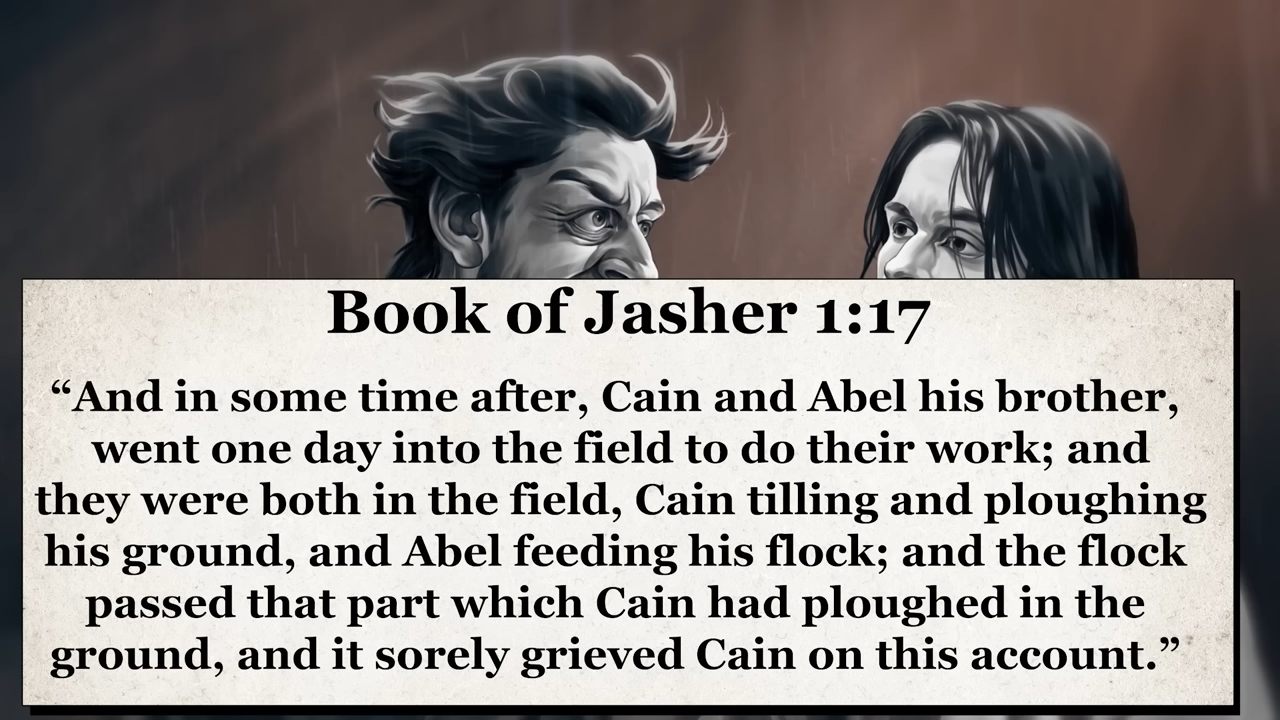 Book of Jasher 1:17
“And in some time after, Cain and Abel his brother,
went one day into the field to do their work; and
they were both in the field, Cain tilling and ploughing
his ground, and Abel feeding his flock; and the flock
passed that part which Cain had ploughed in the
ground, and it sorely grieved Cain on this account.”